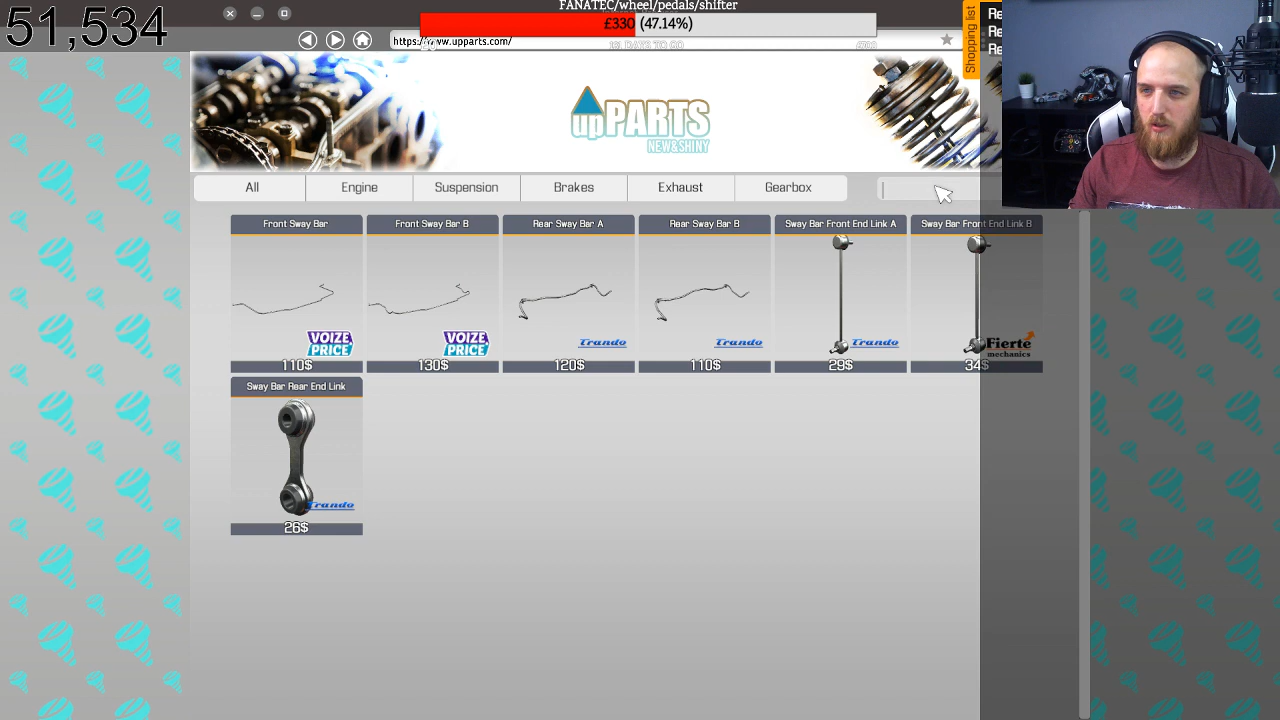 51,534
FANATEC/wheel/pedals/shifter
£330 (47.14%)
https://www.upparts.com/
Shopping list
Re
Re
Re
upPARTS
NEW&SHINY
All
Engine
Suspension
Brakes
Exhaust
Gearbox
Front Sway Bar
Front Sway Bar B
Rear Sway Bar A
Rear Sway Bar B
Sway Bar Front End Link A
Sway Bar Front End Link B
VOIZE PRICE
VOIZE PRICE
Trando
Trando
Trando
Fierte mechanics
110$
130$
120$
110$
29$
34$
Sway Bar Rear End Link
Trando
26$